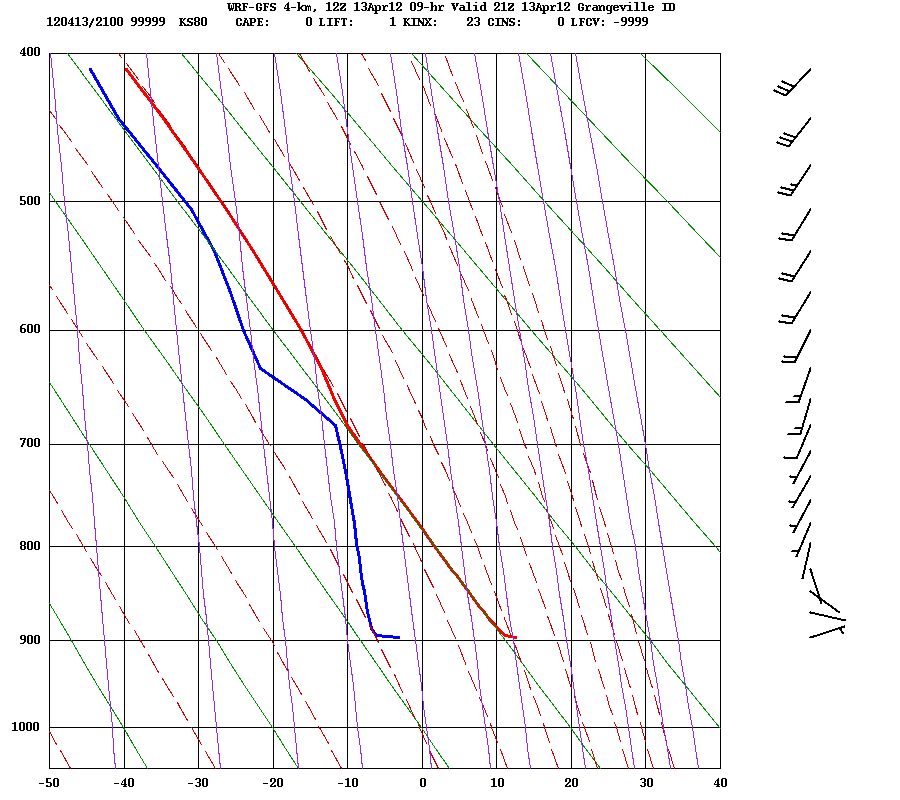 WRF-GFS 4-km, 12Z 13Apr12 09-hr Valid 21Z 13Apr12 Grangeville ID
120413/2100 99999 KS80 CAPE: 0 LIFT: 1 KINX: 23 CINS: 0 LFCV: -9999
400
500
600
700
800
900
1000
-50 -40 -30 -20 -10 0 10 20 30 40